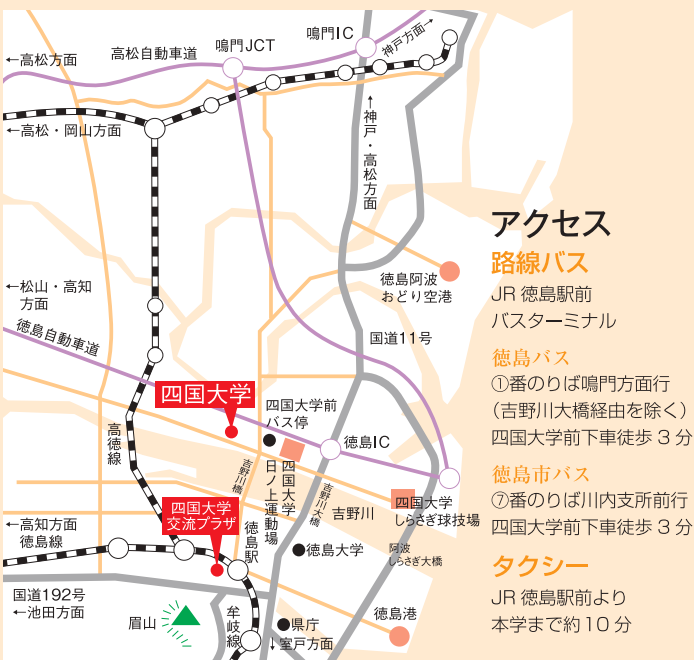 ←高松方面
高松自動車道
鳴門JCT
鳴門IC
神戸方面→
←高松・岡山方面
←神戸・高松方面
徳島阿波
おどり空港
←松山・高知
方面
徳島自動車道
国道11号
四国大学
四国大学前
バス停
高徳線
吉野川橋
四国大学
日ノ上運動場
吉野川大橋
徳島IC
吉野川
四国大学
しらさぎ球技場
四国大学
交流プラザ
徳島駅
←高知方面
徳島線
徳島大学
阿波
しらさぎ大橋
国道192号
←池田方面
眉山
牟岐線
県庁
↓室戸方面
徳島港
アクセス
路線バス
JR 徳島駅前
バスターミナル
徳島バス
①番のりば鳴門方面行
(吉野川大橋経由を除く)
四国大学前下車徒歩 3 分
徳島市バス
⑦番のりば川内支所前行
四国大学前下車徒歩 3 分
タクシー
JR 徳島駅前より
本学まで約10 分